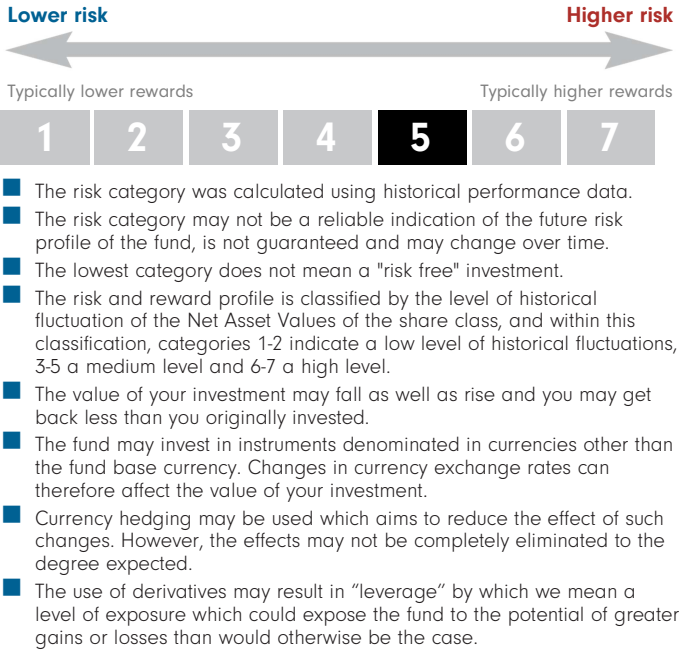 Lower risk Higher risk
Typically lower rewards Typically higher rewards
1 2 3 4 5 6 7
The risk category was calculated using historical performance data.
The risk category may not be a reliable indication of the future risk
profile of the fund, is not guaranteed and may change over time.
The lowest category does not mean a "risk free" investment.
The risk and reward profile is classified by the level of historical
fluctuation of the Net Asset Values of the share class, and within this
classification, categories 1-2 indicate a low level of historical fluctuations,
3-5 a medium level and 6-7 a high level.
The value of your investment may fall as well as rise and you may get
back less than you originally invested.
The fund may invest in instruments denominated in currencies other than
the fund base currency. Changes in currency exchange rates can
therefore affect the value of your investment.
Currency hedging may be used which aims to reduce the effect of such
changes. However, the effects may not be completely eliminated to the
degree expected.
The use of derivatives may result in “leverage” by which we mean a
level of exposure which could expose the fund to the potential of greater
gains or losses than would otherwise be the case.